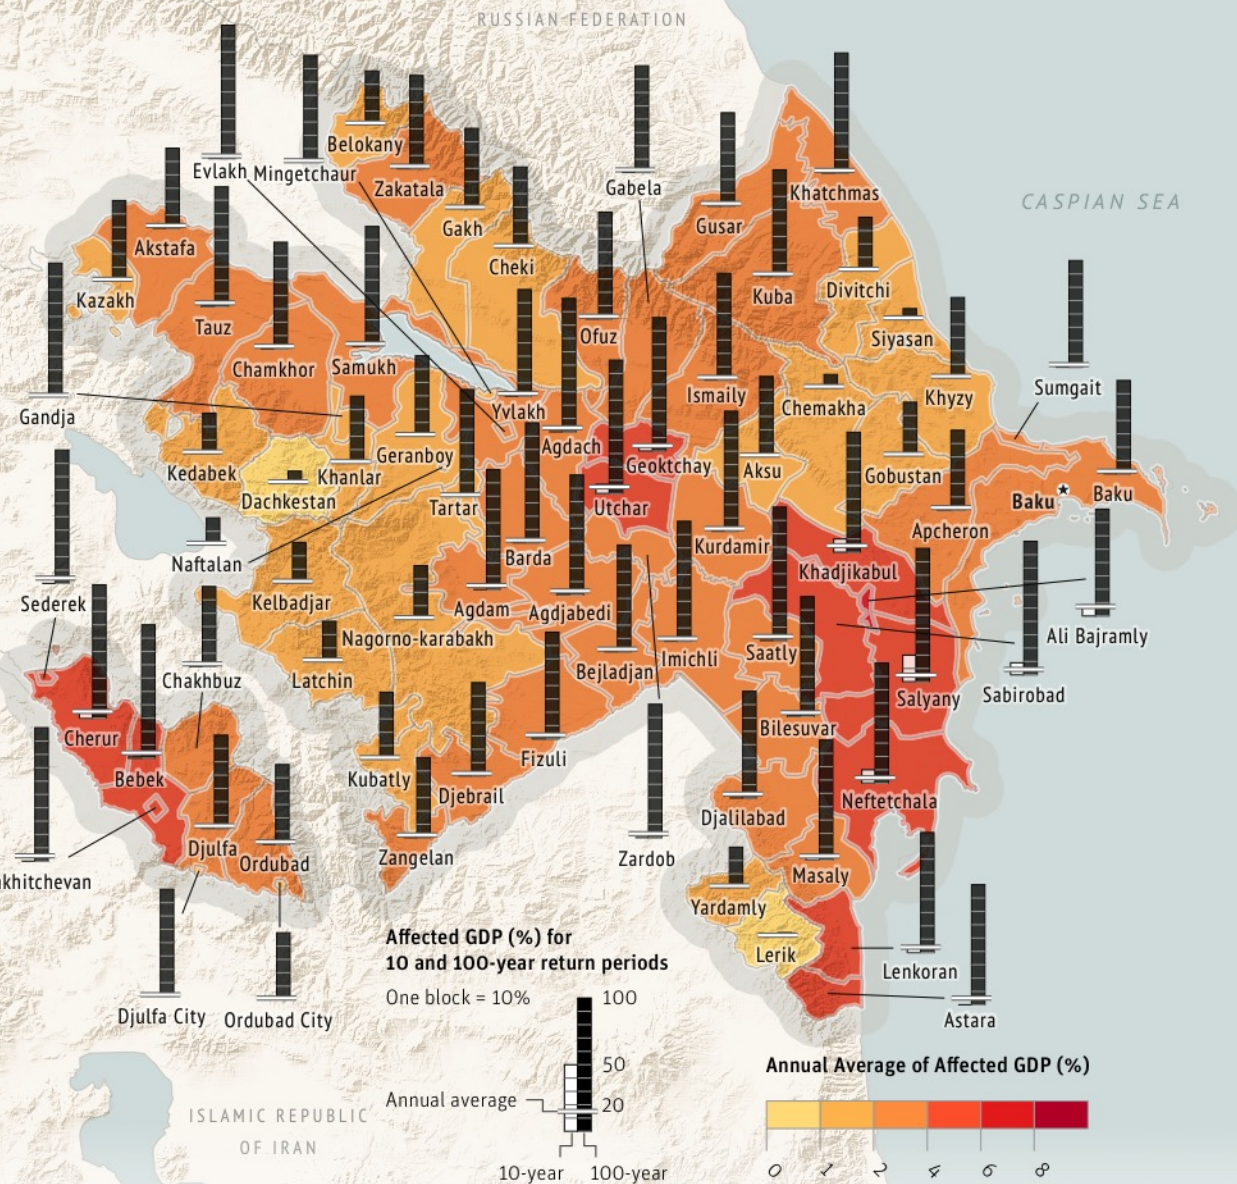 RUSSIAN FEDERATION
Belokany
Evlakh
Mingetchaur
Zakatala
Gabela
Khatchmas
CASPIAN SEA
Gusar
Gakh
Akstafa
Cheki
Kazakh
Kuba
Divitchi
Tauz
Ofuz
Siyasan
Chamkhor
Samukh
Sumgait
Ismaily
Khyzy
Chemakha
Gandja
Yvlakh
Agdach
Geranboy
Geoktchay
Aksu
Kedabek
Khanlar
Gobustan
Dachkestan
Baku
Baku
Tartar
Utchar
Apcheron
Kurdamir
Barda
Naftalan
Khadjikabul
Sederek
Kelbadjar
Agdam
Agdjabedi
Nagorno-karabakh
Ali Bajramly
Saatly
Imichli
Bejladjan
Chakhbuz
Latchin
Salyany
Sabirobad
Cherur
Bilesuvar
Fizuli
Bebek
Kubatly
Djebrail
Neftetchala
Djalilabad
Djulfa
Ordubad
Zangelan
Zardob
Masaly
akhitchevan
Yardamly
Lerik
Lenkoran
Djulfa City
Ordubad City
Astara
Affected GDP (%) for
10 and 100-year return periods
One block = 10%
100
50
20
Annual average
10-year
100-year
Annual Average of Affected GDP (%)
0 1 2 4 6 8
ISLAMIC REPUBLIC
OF IRAN